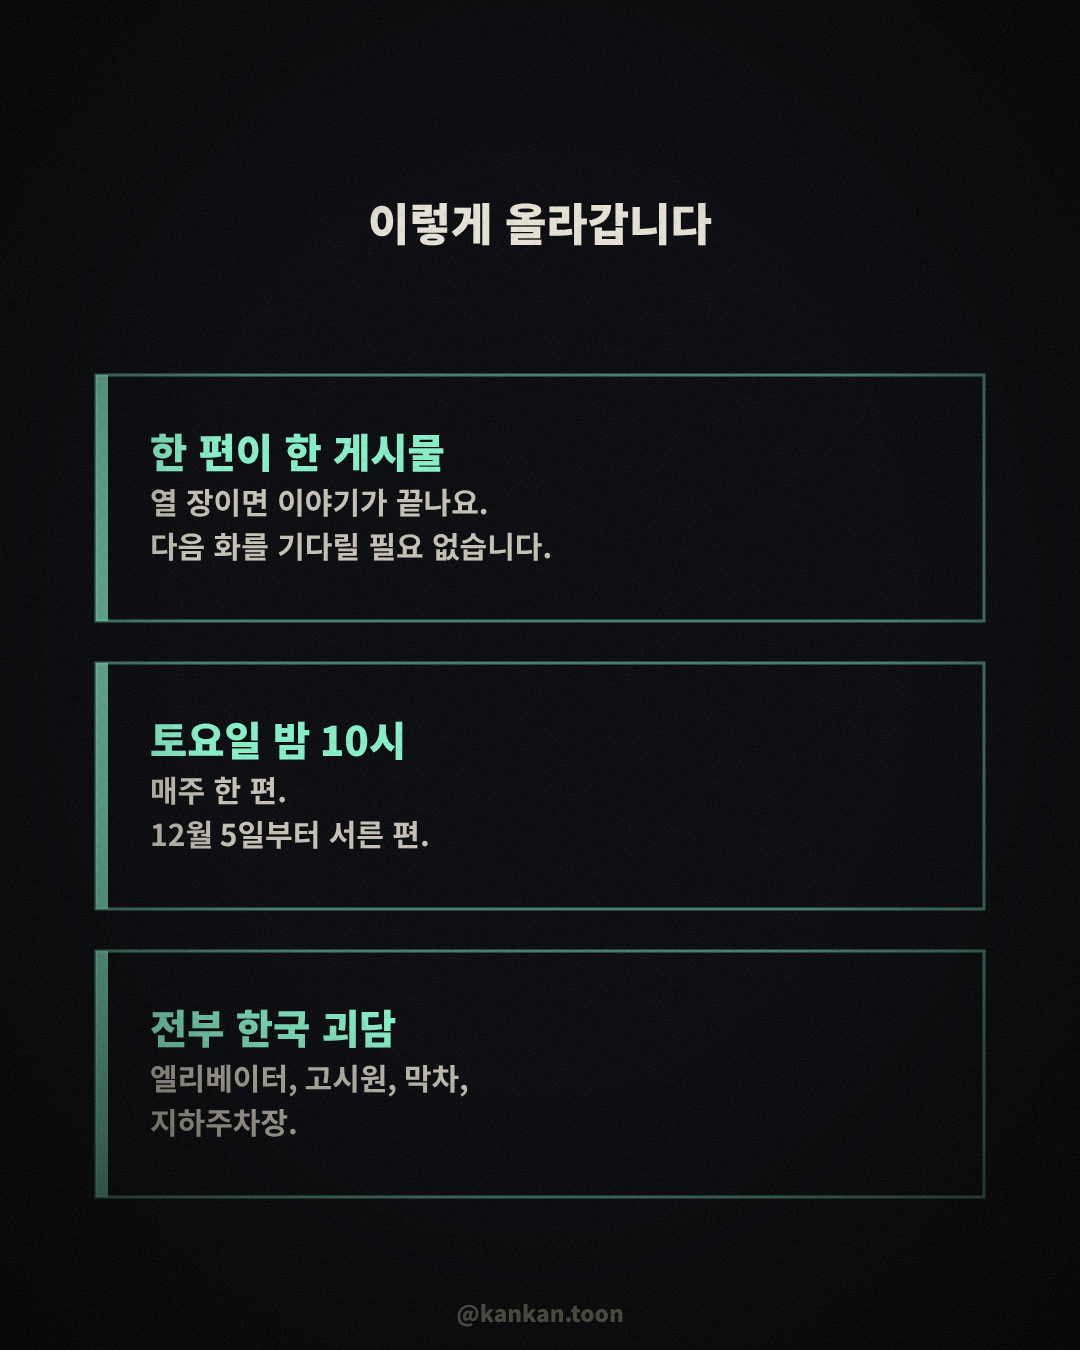 이렇게 올라갑니다
한 편이 한 게시물
열 장이면 이야기가 끝나요.
다음 화를 기다릴 필요 없습니다.
토요일 밤 10시
매주 한 편.
12월 5일부터 서른 편.
전부 한국 괴담
엘리베이터, 고시원, 막차,
지하주차장.
@kankan.toon